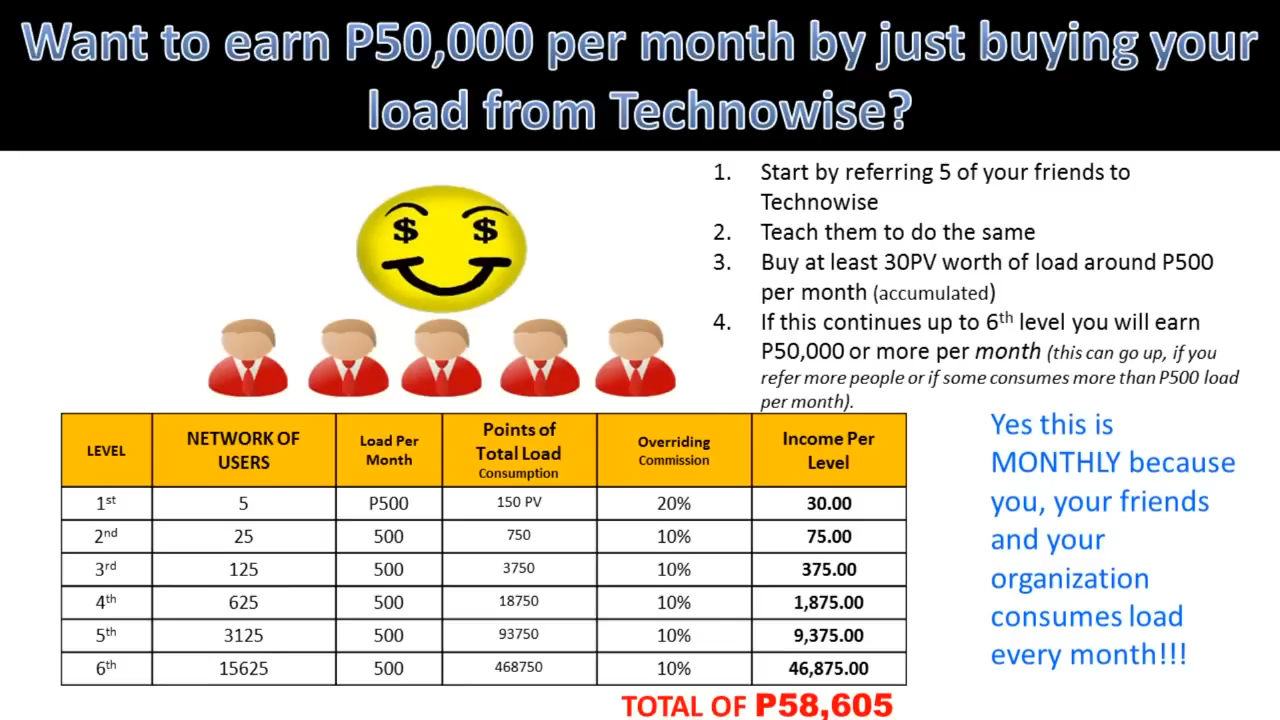 Want to earn P50,000 per month by just buying your
load from Technowise?
$ $
1. Start by referring 5 of your friends to
Technowise
2. Teach them to do the same
3. Buy at least 30PV worth of load around P500
per month (accumulated)
4. If this continues up to 6th level you will earn
P50,000 or more per month (this can go up, if you
refer more people or if some consumes more than P500 load
per month).
LEVEL NETWORK OF USERS Load Per Month Points of Total Load Consumption Overriding Commission Income Per Level
1st 5 P500 150 PV 20% 30.00
2nd 25 500 750 10% 75.00
3rd 125 500 3750 10% 375.00
4th 625 500 18750 10% 1,875.00
5th 3125 500 93750 10% 9,375.00
6th 15625 500 468750 10% 46,875.00
TOTAL OF P58,605
Yes this is
MONTHLY because
you, your friends
and your
organization
consumes load
every month!!!